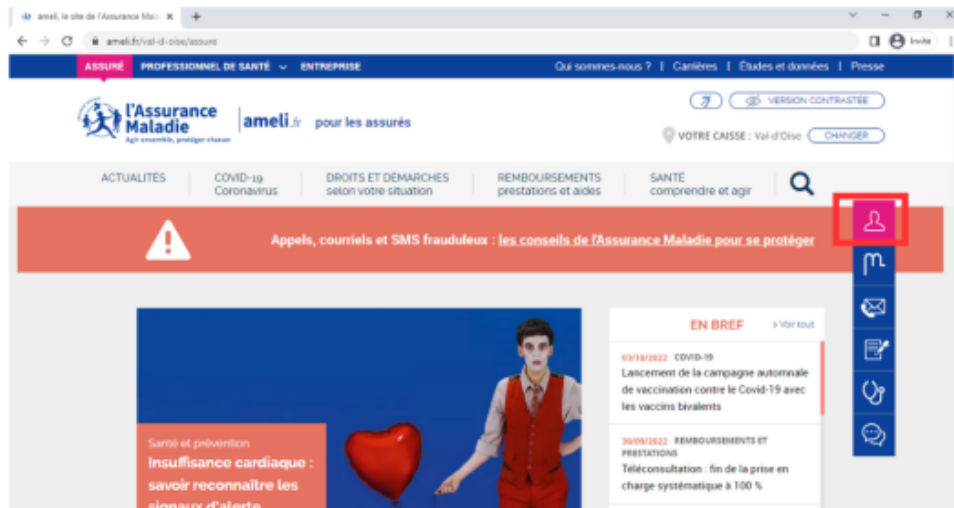 ameli, le site de l'Assurance Mala
ameli.fr/val-d-oise/assure
Invité
ASSURÉ PROFESSIONNEL DE SANTÉ ENTREPRISE Qui sommes-nous ? | Carrières | Études et données | Presse
VERSION CONTRASTÉE
l'Assurance
Maladie
Agir ensemble, protéger chacun
ameli.fr pour les assurés
VOTRE CAISSE : Val-d'Oise CHANGER
ACTUALITÉS
COVID-19
Coronavirus
DROITS ET DÉMARCHES
selon votre situation
REMBOURSEMENTS
prestations et aides
SANTÉ
comprendre et agir
Appels, courriels et SMS frauduleux : les conseils de l'Assurance Maladie pour se protéger
Santé et prévention
Insuffisance cardiaque :
savoir reconnaître les
signaux d'alerte
EN BREF > Voir tout
03/10/2022 COVID-19
Lancement de la campagne automnale
de vaccination contre le Covid-19 avec
les vaccins bivalents
30/09/2022 REMBOURSEMENTS ET
PRESTATIONS
Téléconsultation : fin de la prise en
charge systématique à 100 %